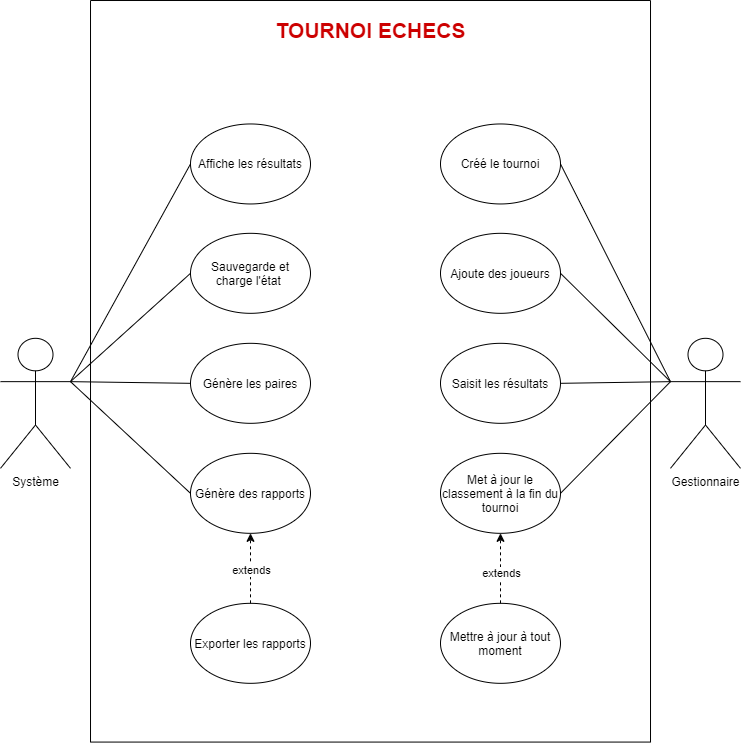 TOURNOI ECHECS
Affiche les résultats
Créé le tournoi
Sauvegarde et
charge l'état
Ajoute des joueurs
Génère les paires
Saisit les résultats
Système
Gestionnaire
Génère des rapports
Met à jour le
classement à la fin du
tournoi
extends
extends
Exporter les rapports
Mettre à jour à tout
moment